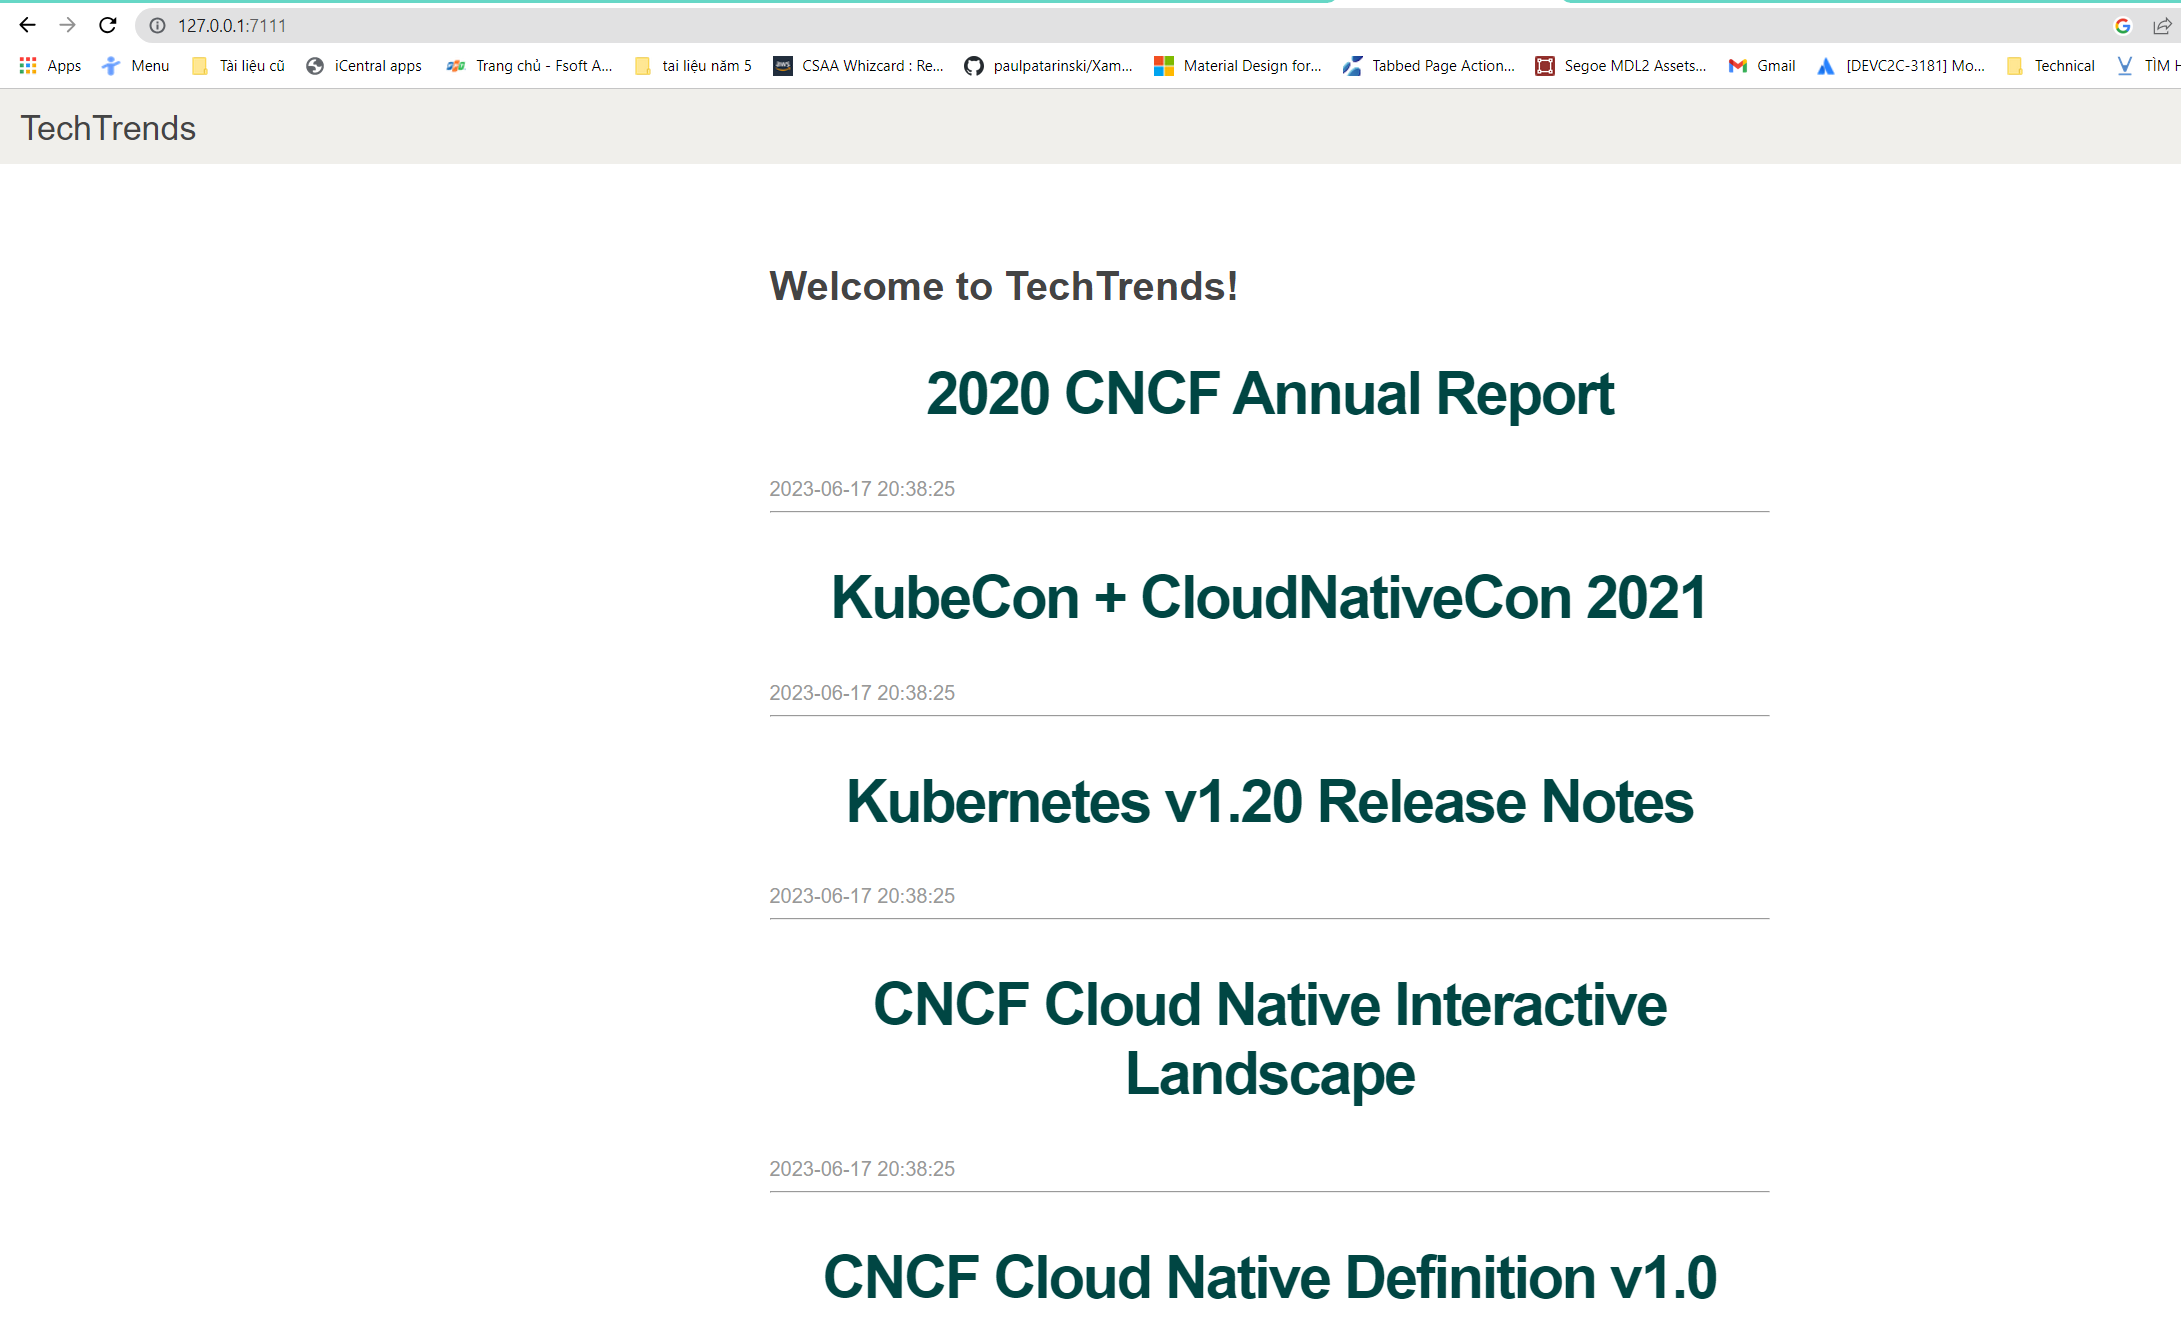 127.0.0.1:7111
Apps Menu Tài liệu cũ iCentral apps Trang chủ - Fsoft A... tai liệu năm 5 CSAA Whizcard : Re... paulpatarinski/Xam... Material Design for... Tabbed Page Action... Segoe MDL2 Assets... Gmail [DEVC2C-3181] Mo... Technical TÌM H
TechTrends
Welcome to TechTrends!
2020 CNCF Annual Report
2023-06-17 20:38:25
KubeCon + CloudNativeCon 2021
2023-06-17 20:38:25
Kubernetes v1.20 Release Notes
2023-06-17 20:38:25
CNCF Cloud Native Interactive
Landscape
2023-06-17 20:38:25
CNCF Cloud Native Definition v1.0